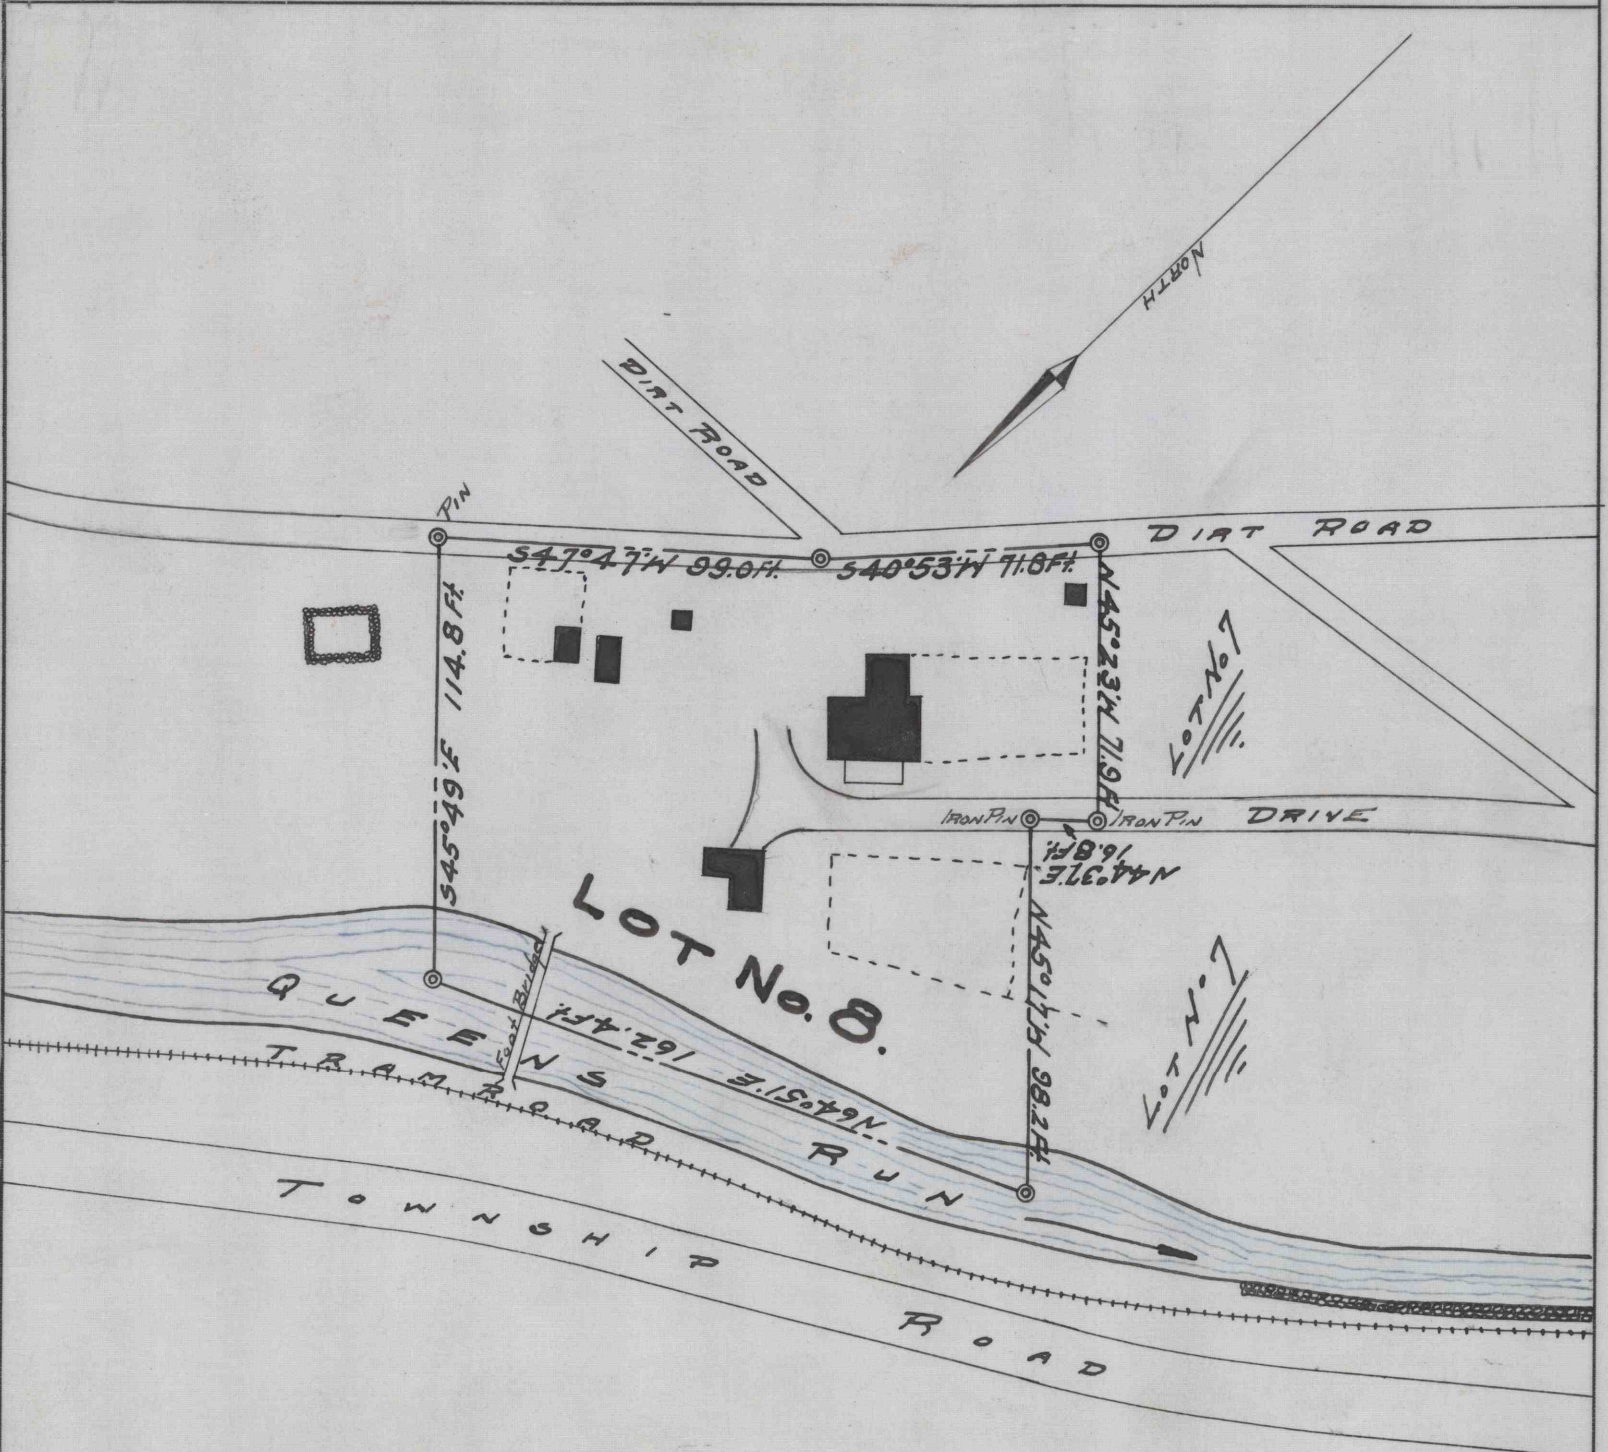 NORTH
DIRT ROAD
PIN
DIRT ROAD
S47°47'W 99.0Ft.
S40°53'W 71.8Ft.
N45°23'W 71.9Ft
S45°49'E 114.8Ft.
LOT No 7
IRON PIN
IRON PIN
DRIVE
N44°37'E
16.8Ft.
LOT No. 8.
N45°17'W 98.2Ft.
LOT No. 7
Foot Bridge
QUEENS RUN
N64°51'E 162.4Ft.
TRAM ROAD
TOWNSHIP ROAD